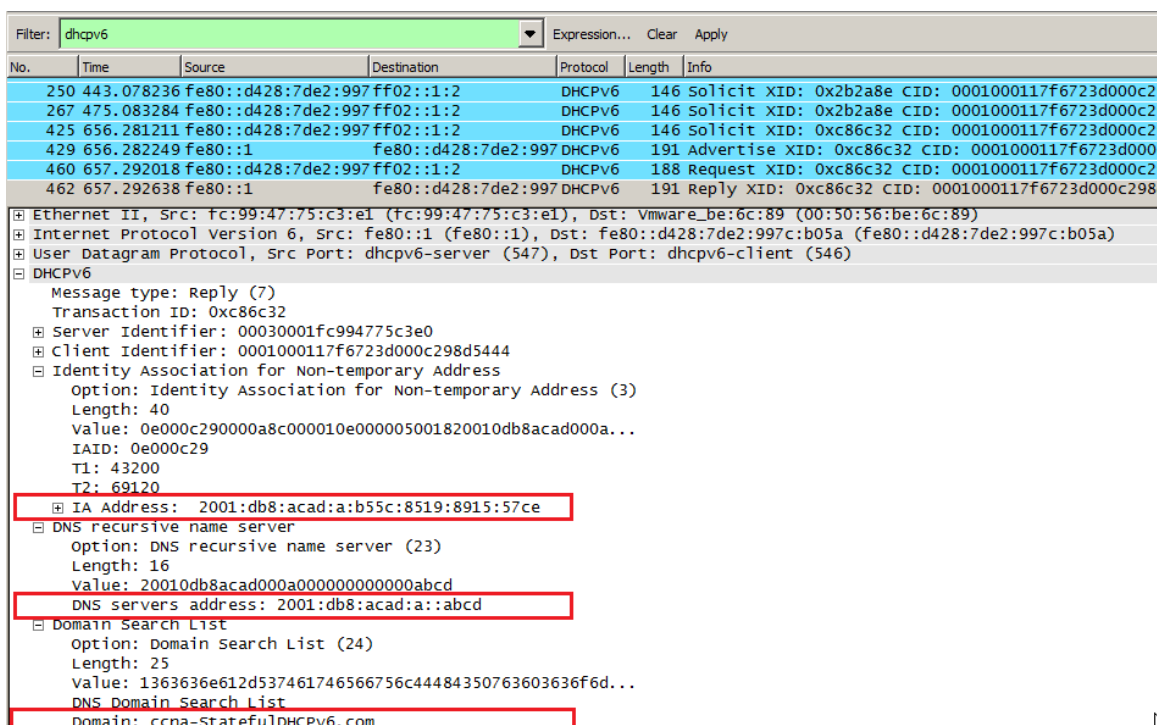 Filter: dhcpv6 Expression... Clear Apply
No. Time Source Destination Protocol Length Info
250 443.078236 fe80::d428:7de2:997 ff02::1:2 DHCPv6 146 Solicit XID: 0x2b2a8e CID: 0001000117f6723d000c2
267 475.083284 fe80::d428:7de2:997 ff02::1:2 DHCPv6 146 Solicit XID: 0x2b2a8e CID: 0001000117f6723d000c2
425 656.281211 fe80::d428:7de2:997 ff02::1:2 DHCPv6 146 Solicit XID: 0xc86c32 CID: 0001000117f6723d000c2
429 656.282249 fe80::1 fe80::d428:7de2:997 DHCPv6 191 Advertise XID: 0xc86c32 CID: 0001000117f6723d000
460 657.292018 fe80::d428:7de2:997 ff02::1:2 DHCPv6 188 Request XID: 0xc86c32 CID: 0001000117f6723d000c2
462 657.292638 fe80::1 fe80::d428:7de2:997 DHCPv6 191 Reply XID: 0xc86c32 CID: 0001000117f6723d000c298
Ethernet II, Src: fc:99:47:75:c3:e1 (fc:99:47:75:c3:e1), Dst: Vmware_be:6c:89 (00:50:56:be:6c:89)
Internet Protocol Version 6, Src: fe80::1 (fe80::1), Dst: fe80::d428:7de2:997c:b05a (fe80::d428:7de2:997c:b05a)
User Datagram Protocol, Src Port: dhcpv6-server (547), Dst Port: dhcpv6-client (546)
DHCPv6
Message type: Reply (7)
Transaction ID: 0xc86c32
Server Identifier: 00030001fc994775c3e0
Client Identifier: 0001000117f6723d000c298d5444
Identity Association for Non-temporary Address
Option: Identity Association for Non-temporary Address (3)
Length: 40
Value: 0e000c290000a8c000010e000005001820010db8acad000a...
IAID: 0e000c29
T1: 43200
T2: 69120
IA Address: 2001:db8:acad:a:b55c:8519:8915:57ce
DNS recursive name server
Option: DNS recursive name server (23)
Length: 16
Value: 20010db8acad000a000000000000abcd
DNS servers address: 2001:db8:acad:a::abcd
Domain Search List
Option: Domain Search List (24)
Length: 25
Value: 1363636e612d537461746566756c44484350763603636f6d...
DNS Domain Search List
Domain: ccna-StatefulDHCPv6.com